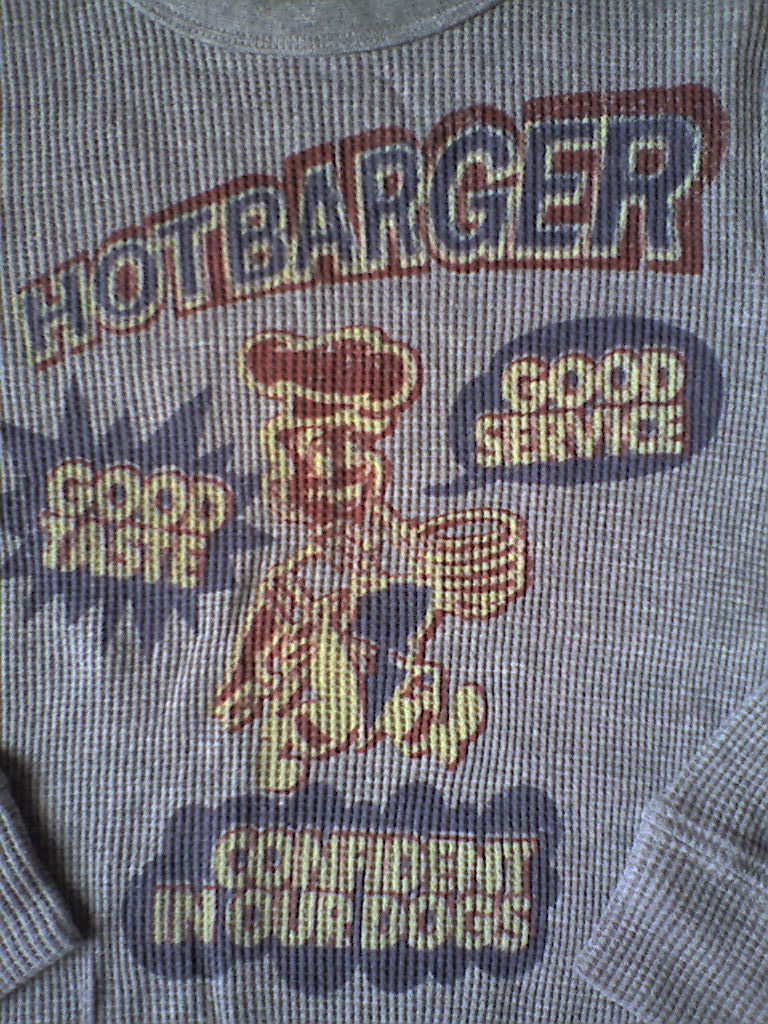 HOTBARGER
GOOD
SERVICE
GOOD
TASTE
CONFIDENT
IN OUR DOGS